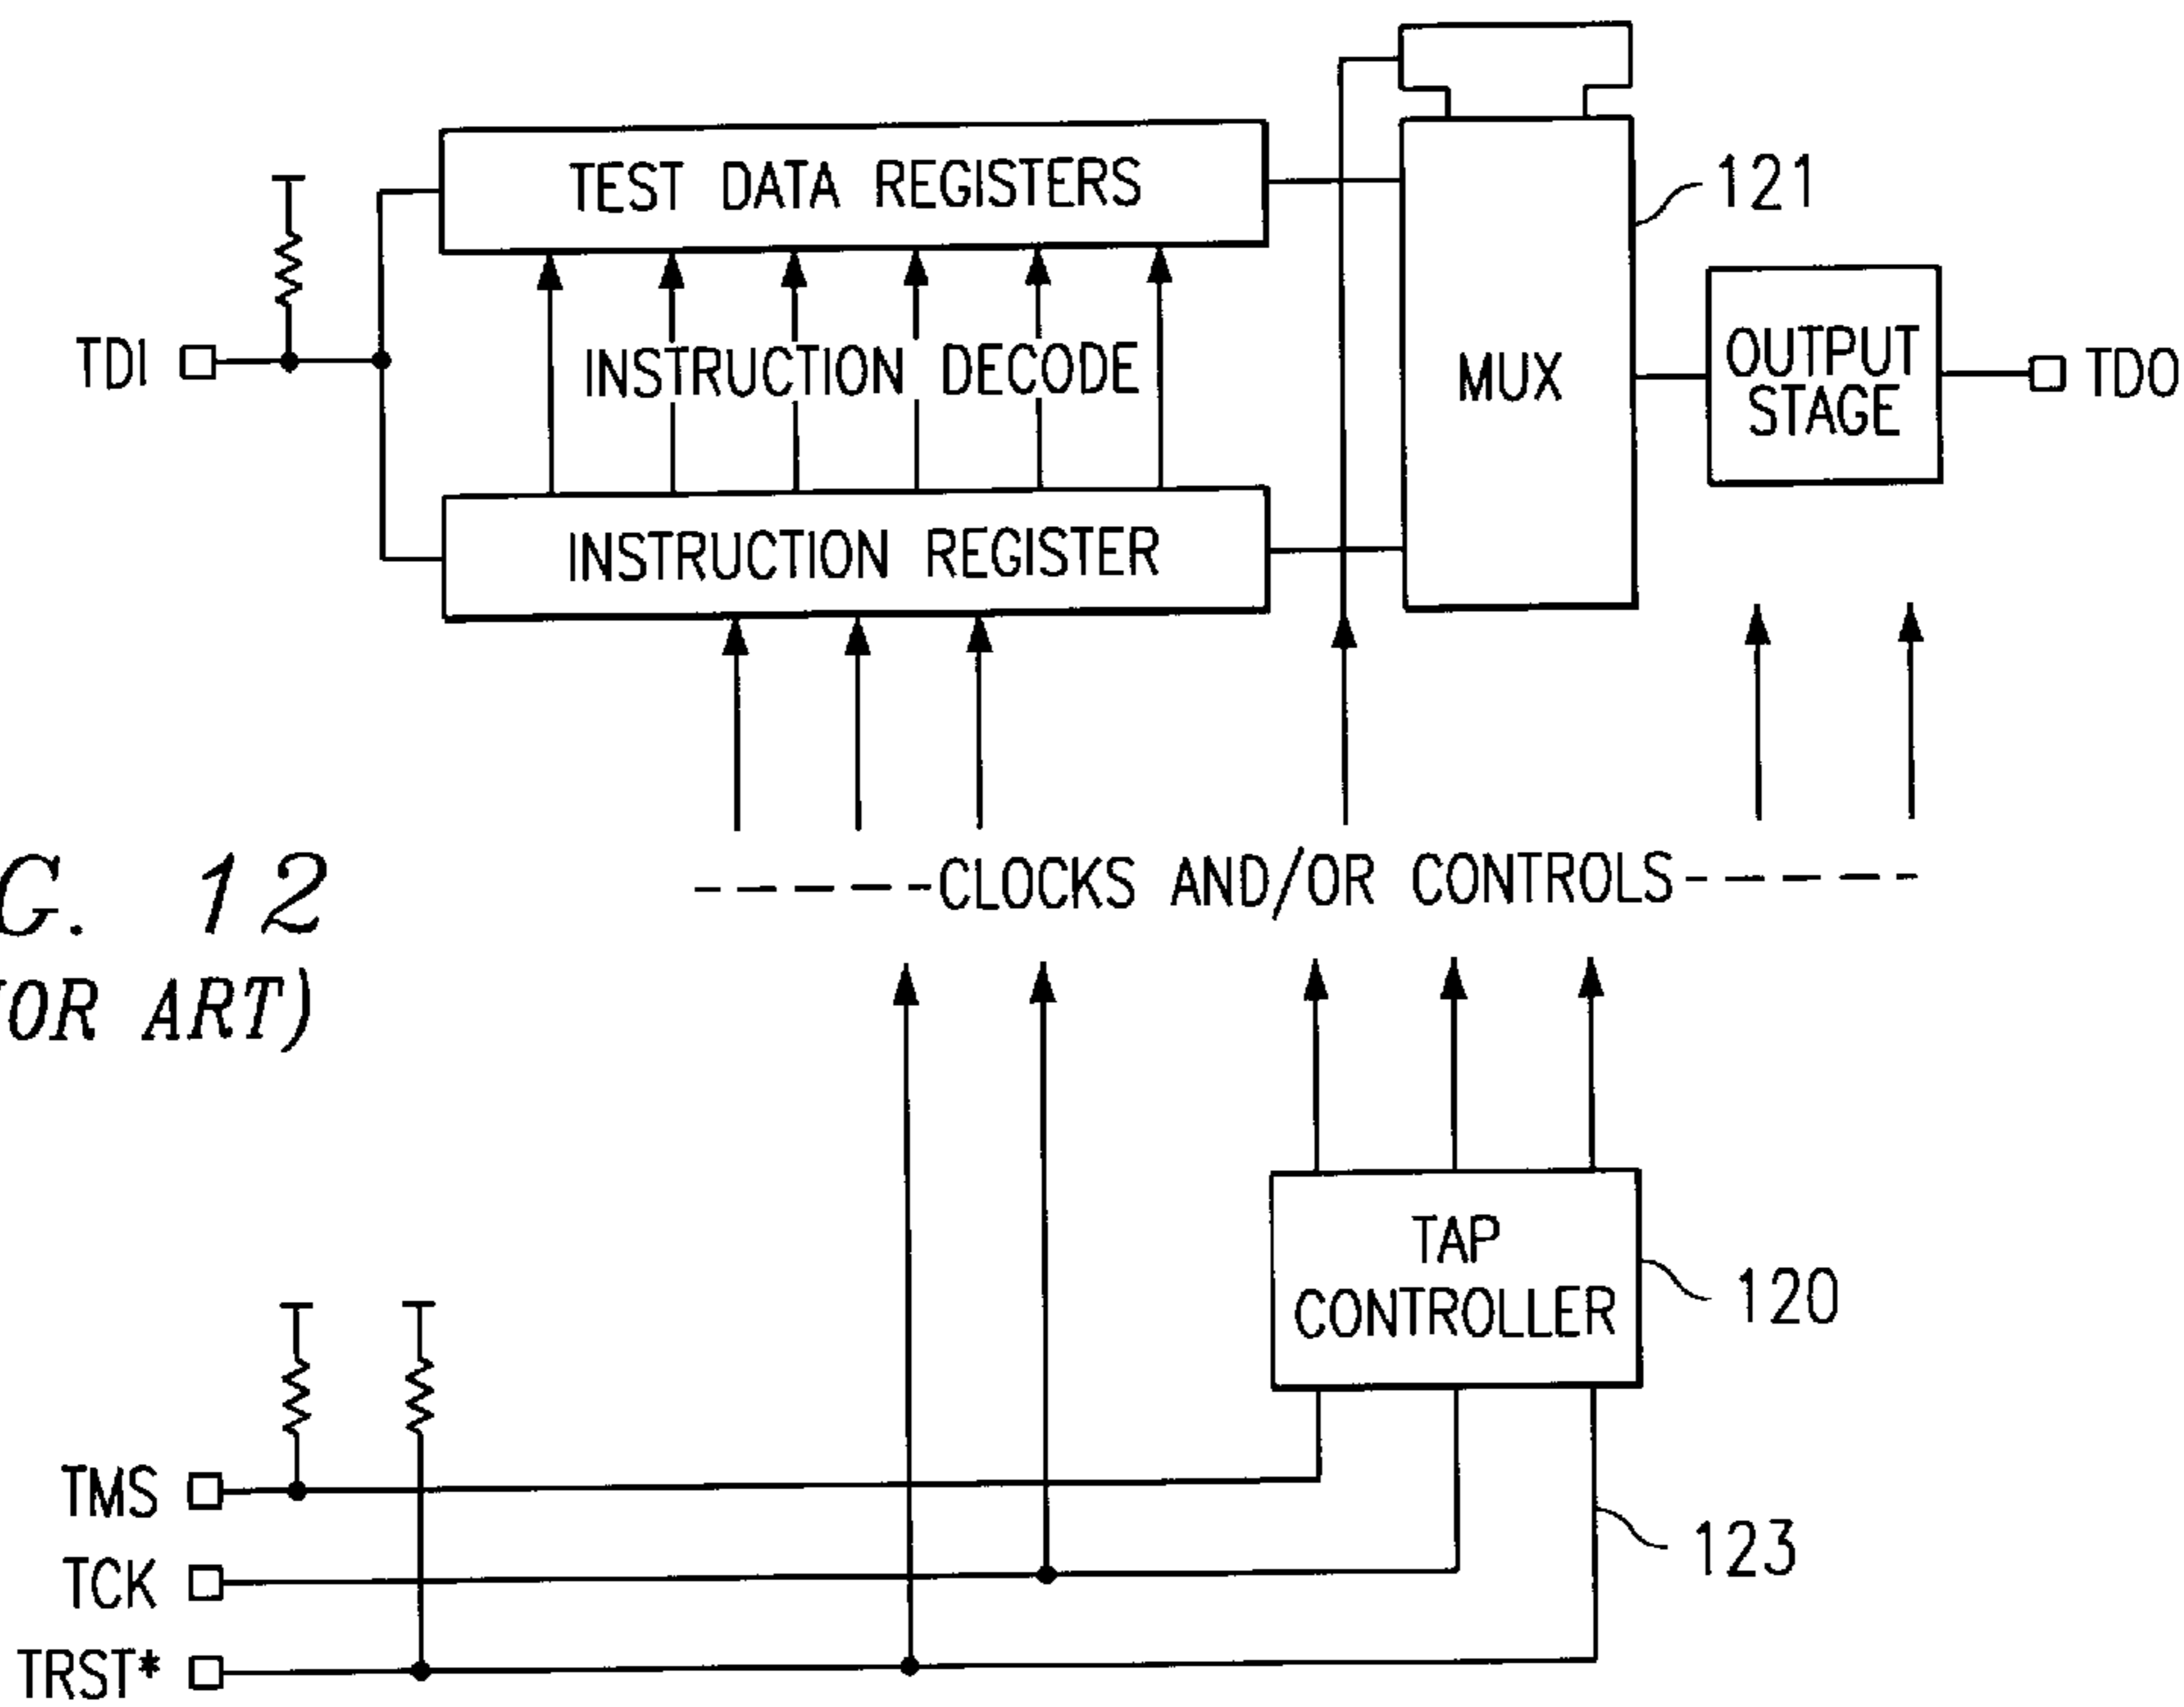 TEST DATA REGISTERS
121
TDI
INSTRUCTION DECODE
MUX
OUTPUT
STAGE
TDO
INSTRUCTION REGISTER
CLOCKS AND/OR CONTROLS
G. 12
OR ART)
TAP
CONTROLLER
120
TMS
123
TCK
TRST*